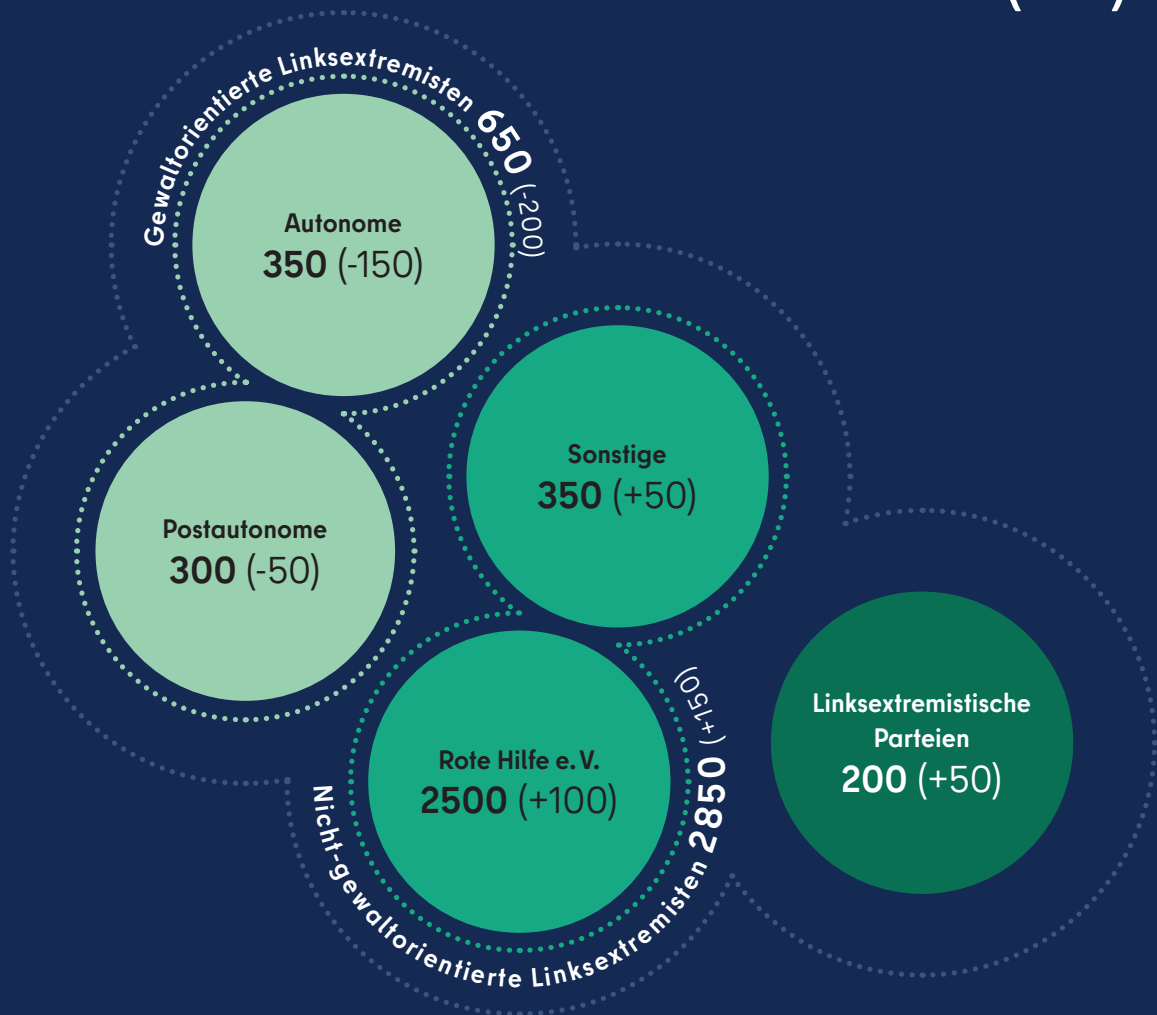 Gewaltorientierte Linksextremisten 650 (-200)
Autonome
350 (-150)
Sonstige
350 (+50)
Postautonome
300 (-50)
Linksextremistische
Parteien
200 (+50)
Rote Hilfe e. V.
2500 (+100)
Nicht-gewaltorientierte Linksextremisten 2850 (+150)